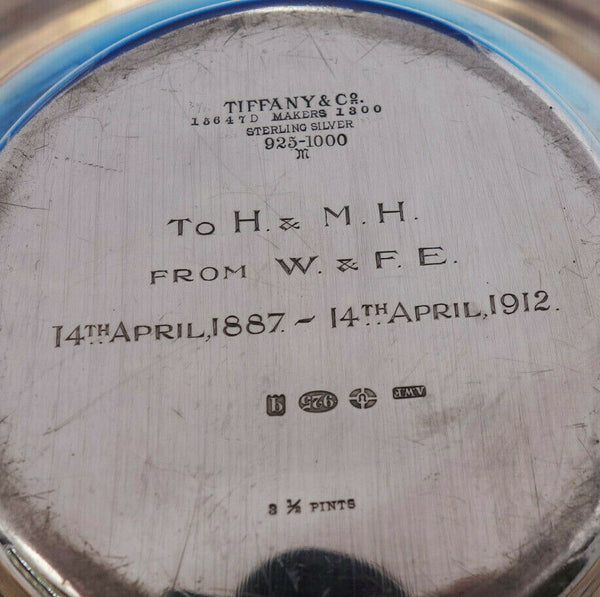 TIFFANY & Co.
15647D MAKERS 1300
STERLING SILVER
925-1000
m
To H. & M. H.
FROM W. & F. E.
14TH APRIL, 1887. ~ 14TH APRIL, 1912.
925
3 ½ PINTS